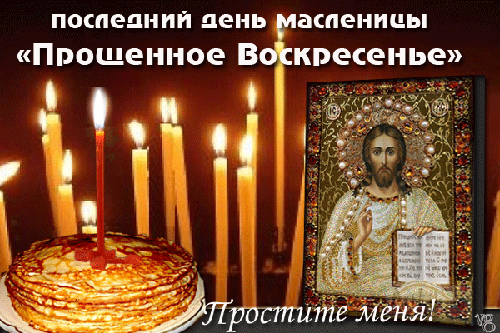 последний день масленицы
«Прощенное Воскресенье»
Простите меня!